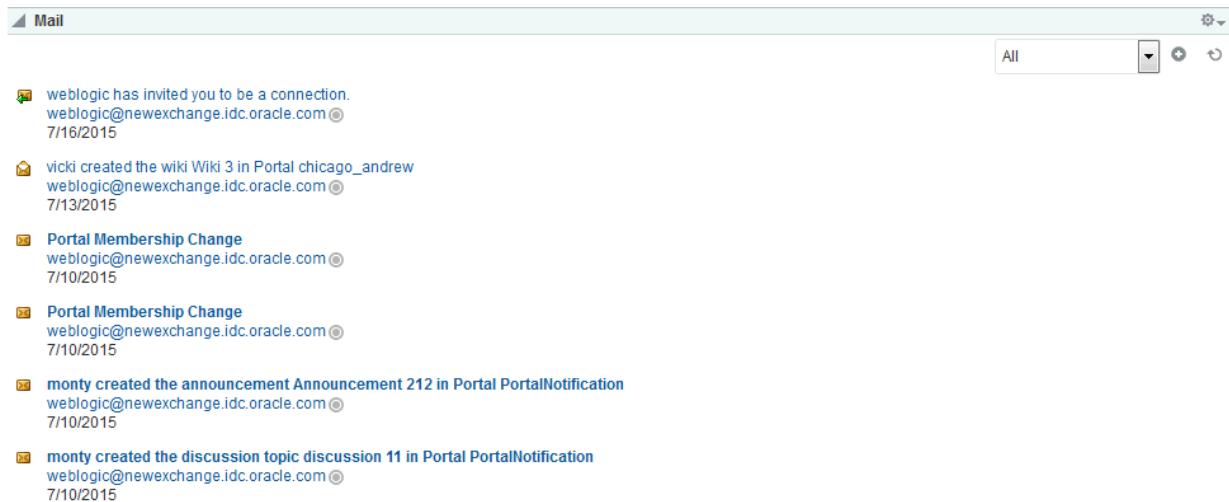 Mail
All
weblogic has invited you to be a connection.
weblogic@newexchange.idc.oracle.com
7/16/2015
vicki created the wiki Wiki 3 in Portal chicago_andrew
weblogic@newexchange.idc.oracle.com
7/13/2015
Portal Membership Change
weblogic@newexchange.idc.oracle.com
7/10/2015
Portal Membership Change
weblogic@newexchange.idc.oracle.com
7/10/2015
monty created the announcement Announcement 212 in Portal PortalNotification
weblogic@newexchange.idc.oracle.com
7/10/2015
monty created the discussion topic discussion 11 in Portal PortalNotification
weblogic@newexchange.idc.oracle.com
7/10/2015